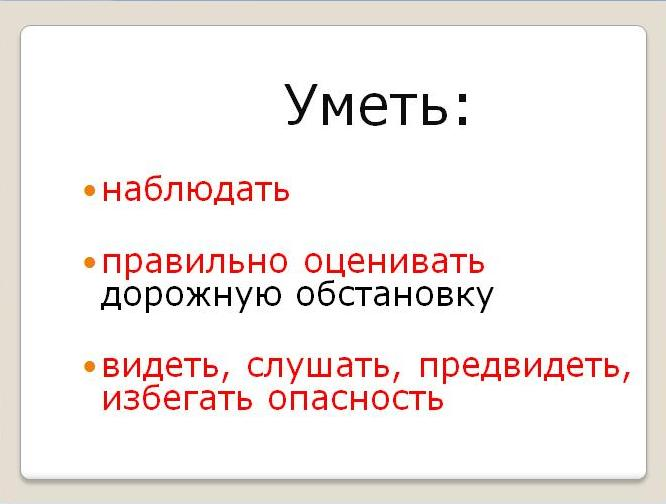 Уметь:
наблюдать
правильно оценивать
дорожную обстановку
видеть, слушать, предвидеть,
избегать опасность